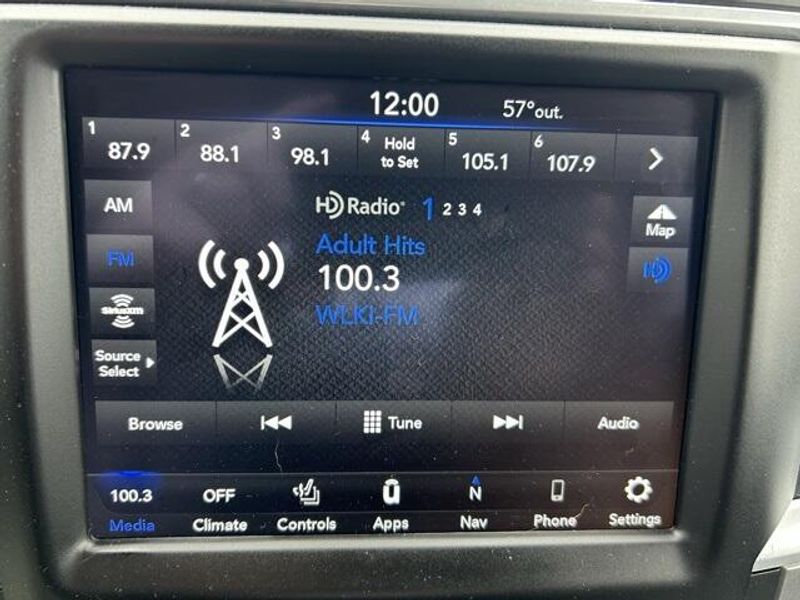 12:00 57°out.
1 87.9 2 88.1 3 98.1 4 Hold to Set 5 105.1 6 107.9
AM
HD Radio 1 2 3 4
Map
FM
Adult Hits
HD
100.3
SiriusXM
WLKI-FM
Source
Select
Browse Tune Audio
100.3 OFF N
Media Climate Controls Apps Nav Phone Settings